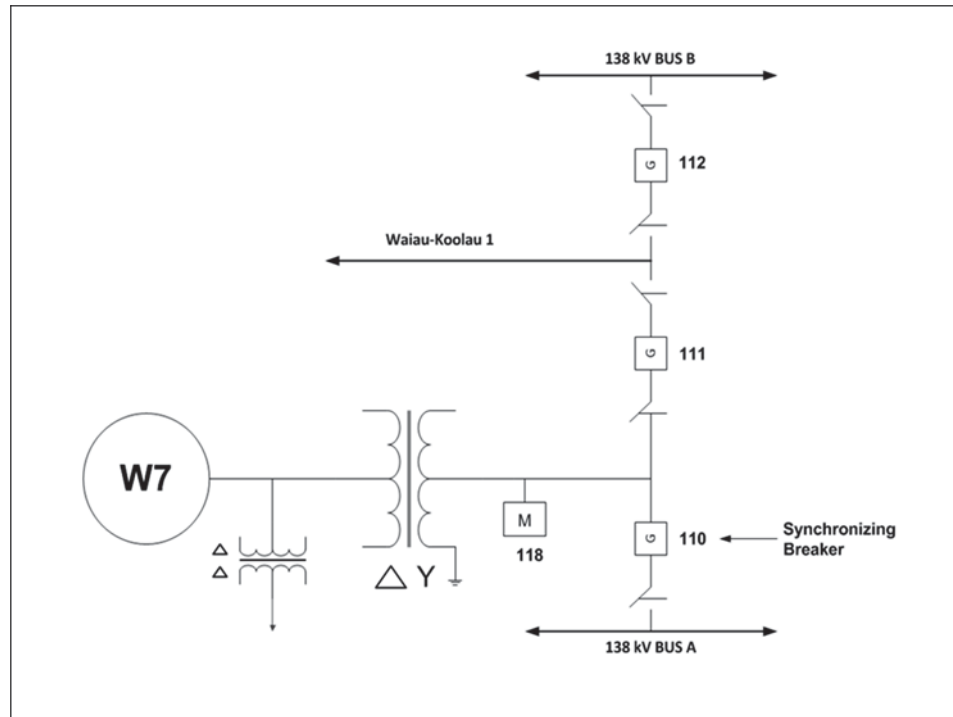 138 kV BUS B
G
112
Waiau-Koolau 1
G
111
W7
M
118
G
110
Synchronizing
Breaker
△
△
△ Y
138 kV BUS A